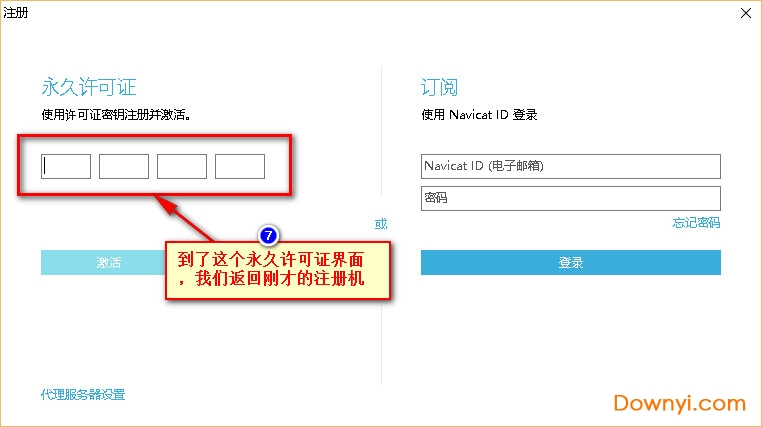 注册
永久许可证
使用许可证密钥注册并激活。
激活
代理服务器设置
或
订阅
使用 Navicat ID 登录
Navicat ID (电子邮箱)
密码
忘记密码
登录
7
到了这个永久许可证界面
，我们返回刚才的注册机
Downyi.com